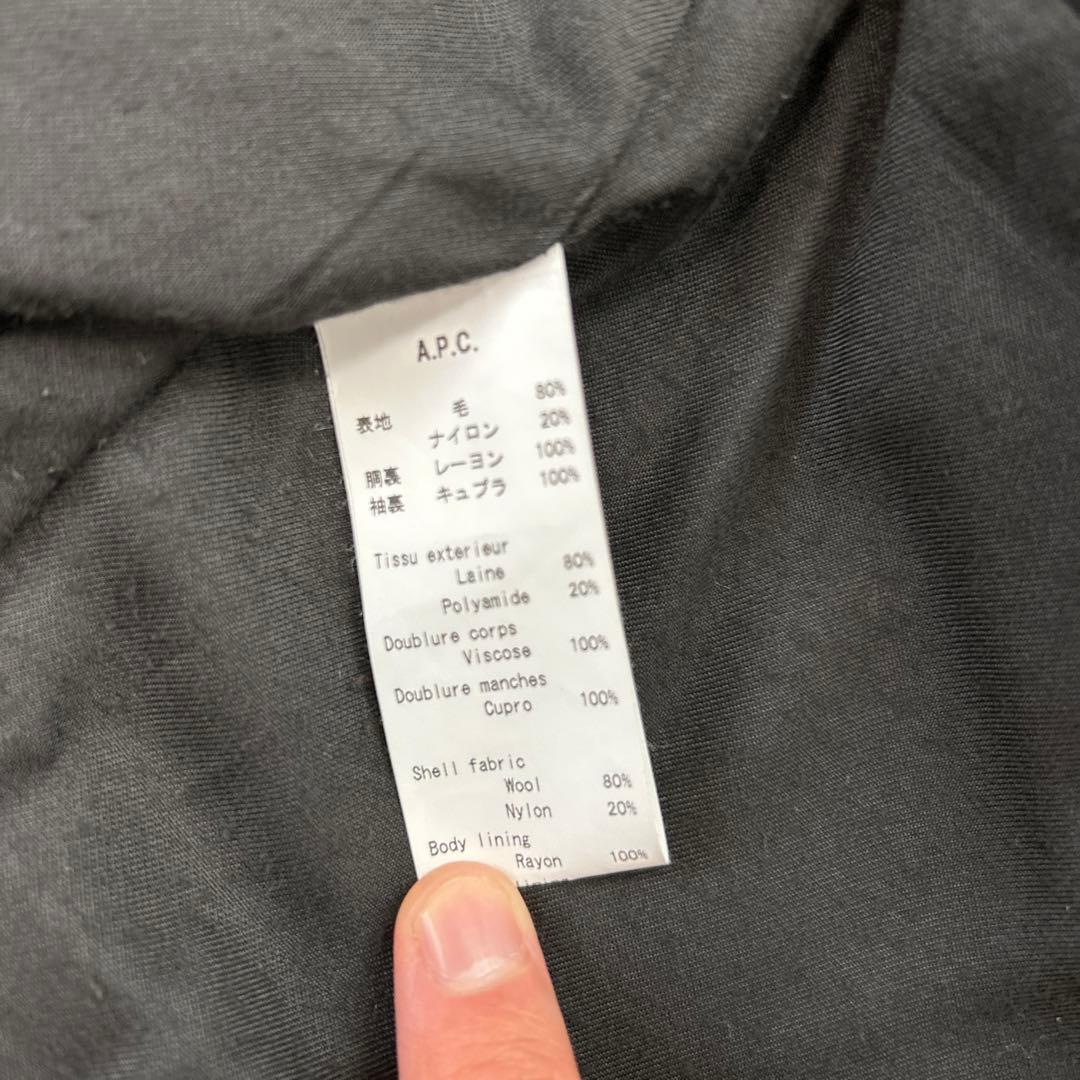 A.P.C.
表地 毛 80%
ナイロン 20%
胴裏 レーヨン 100%
袖裏 キュプラ 100%
Tissu exterieur
Laine 80%
Polyamide 20%
Doublure corps
Viscose 100%
Doublure manches
Cupro 100%
Shell fabric
Wool 80%
Nylon 20%
Body lining
Rayon 100%